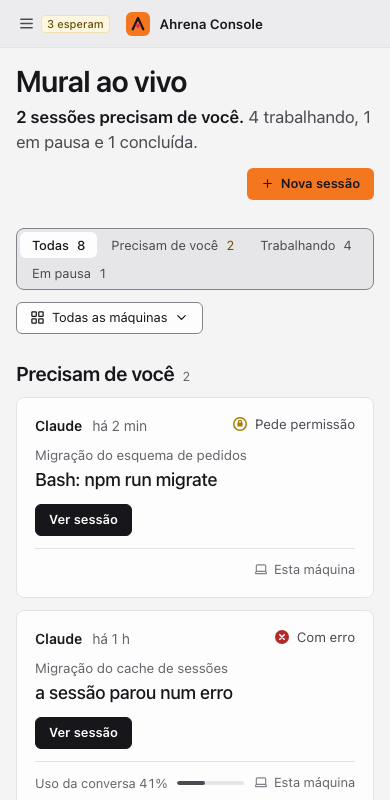 3 esperam
Ahrena Console
Mural ao vivo
2 sessões precisam de você. 4 trabalhando, 1
em pausa e 1 concluída.
+ Nova sessão
Todas 8 Precisam de você 2 Trabalhando 4
Em pausa 1
Todas as máquinas
Precisam de você 2
Claude há 2 min Pede permissão
Migração do esquema de pedidos
Bash: npm run migrate
Ver sessão
Esta máquina
Claude há 1 h Com erro
Migração do cache de sessões
a sessão parou num erro
Ver sessão
Uso da conversa 41% Esta máquina